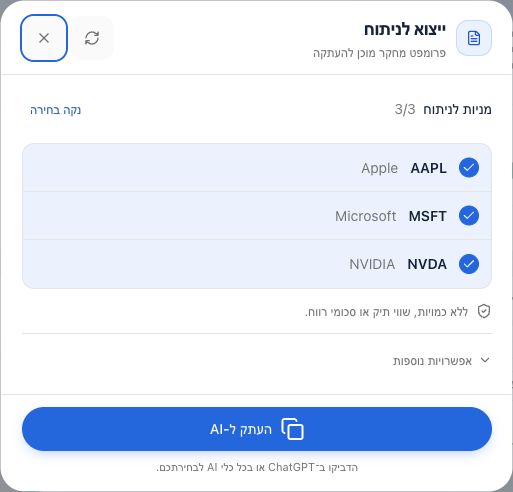 ייצוא לניתוח
פרומפט מחקר מוכן להעתקה
מניות לניתוח 3/3
נקה בחירה
AAPL Apple
MSFT Microsoft
NVDA NVIDIA
ללא כמויות, שווי תיק או סכומי רווח.
אפשרויות נוספות
העתק ל-AI
הדביקו ב־ChatGPT או בכל כלי AI לבחירתכם.